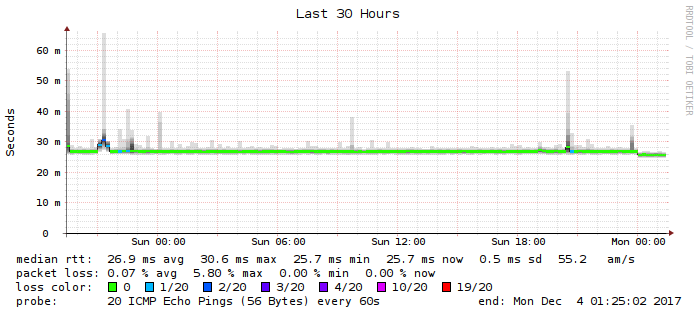 Last 30 Hours
RRDTOOL / TOBI OETIKER
Seconds
60 m
50 m
40 m
30 m
20 m
10 m
0
Sun 00:00 Sun 06:00 Sun 12:00 Sun 18:00 Mon 00:00
median rtt: 26.9 ms avg 30.6 ms max 25.7 ms min 25.7 ms now 0.5 ms sd 55.2 am/s
packet loss: 0.07 % avg 5.80 % max 0.00 % min 0.00 % now
loss color: 0 1/20 2/20 3/20 4/20 10/20 19/20
probe: 20 ICMP Echo Pings (56 Bytes) every 60s end: Mon Dec 4 01:25:02 2017